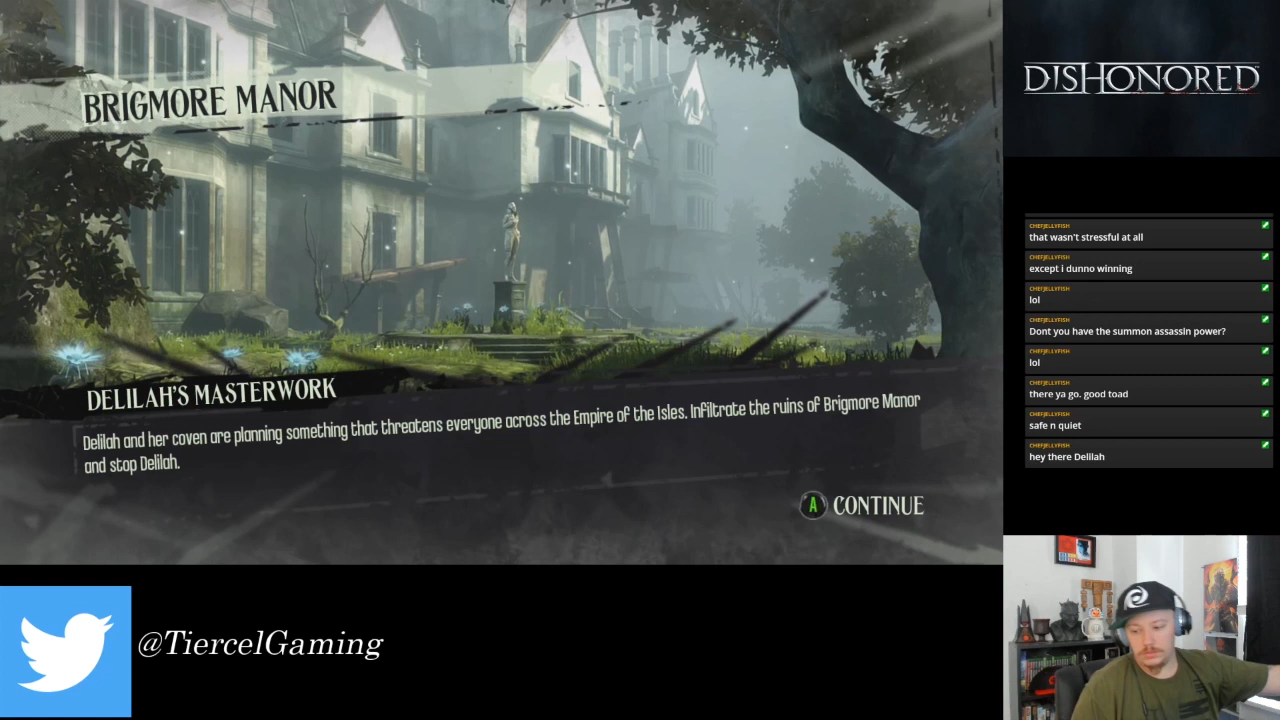 BRIGMORE MANOR
DELILAH'S MASTERWORK
Delilah and her coven are planning something that threatens everyone across the Empire of the Isles. Infiltrate the ruins of Brigmore Manor
and stop Delilah.
A CONTINUE
@TiercelGaming
DISHONORED
CHEFJELLYFISH
that wasn't stressful at all
CHEFJELLYFISH
except i dunno winning
CHEFJELLYFISH
lol
CHEFJELLYFISH
Dont you have the summon assassin power?
CHEFJELLYFISH
lol
CHEFJELLYFISH
there ya go. good toad
CHEFJELLYFISH
safe n quiet
CHEFJELLYFISH
hey there Delilah